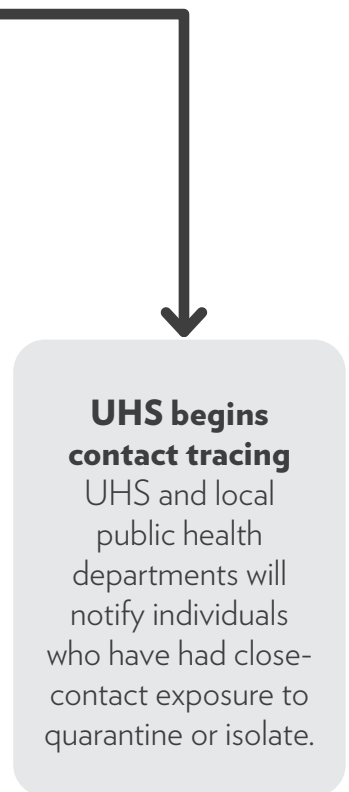 UHS begins
contact tracing
UHS and local
public health
departments will
notify individuals
who have had close-
contact exposure to
quarantine or isolate.